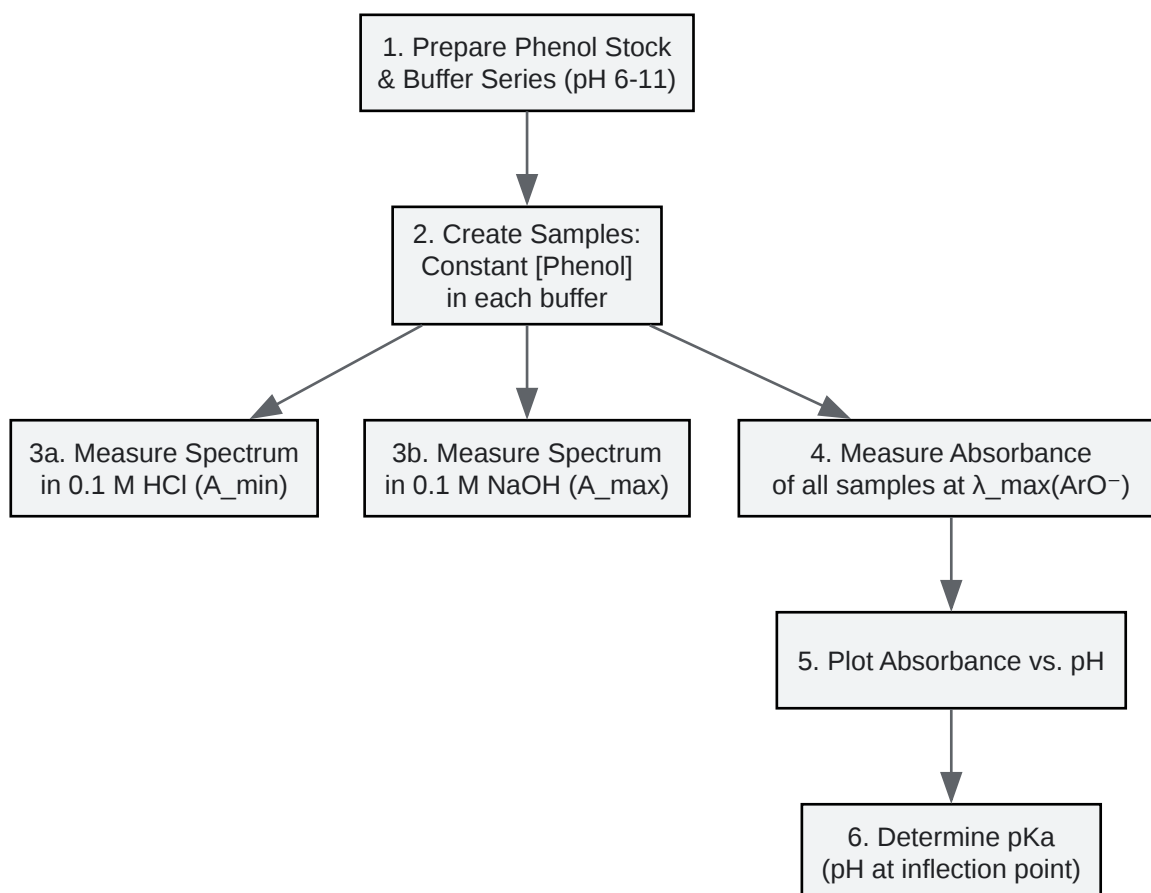 1. Prepare Phenol Stock
& Buffer Series (pH 6-11)
2. Create Samples:
Constant [Phenol]
in each buffer
3a. Measure Spectrum
in 0.1 M HCl (A_min)
3b. Measure Spectrum
in 0.1 M NaOH (A_max)
4. Measure Absorbance
of all samples at λ_max(ArO⁻)
5. Plot Absorbance vs. pH
6. Determine pKa
(pH at inflection point)